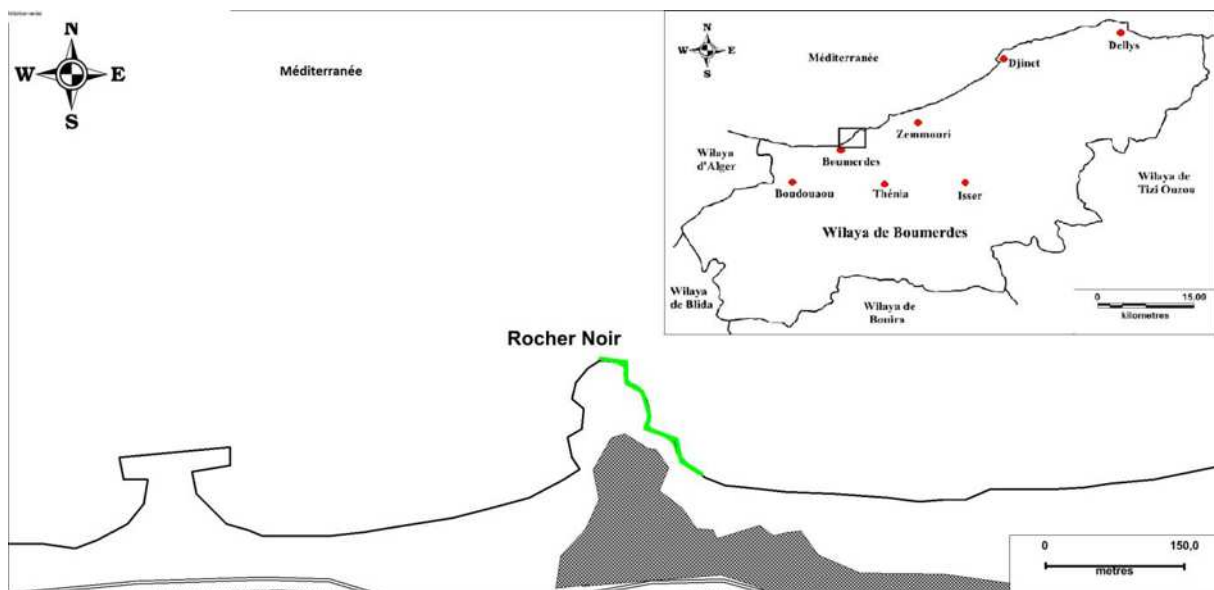 Méditerranée
N
W E
S
Méditerranée
N
W E
S
Méditerranée
Dellys
Djinet
Zemmouri
Wilaya
d'Alger
Boumerdes
Wilaya de
Tizi Ouzou
Boudouaou
Thénia
Isser
Wilaya de Boumerdes
Wilaya
de Blida
Wilaya de
Bouira
0 15.00
kilometres
Rocher Noir
0 150,0
metres